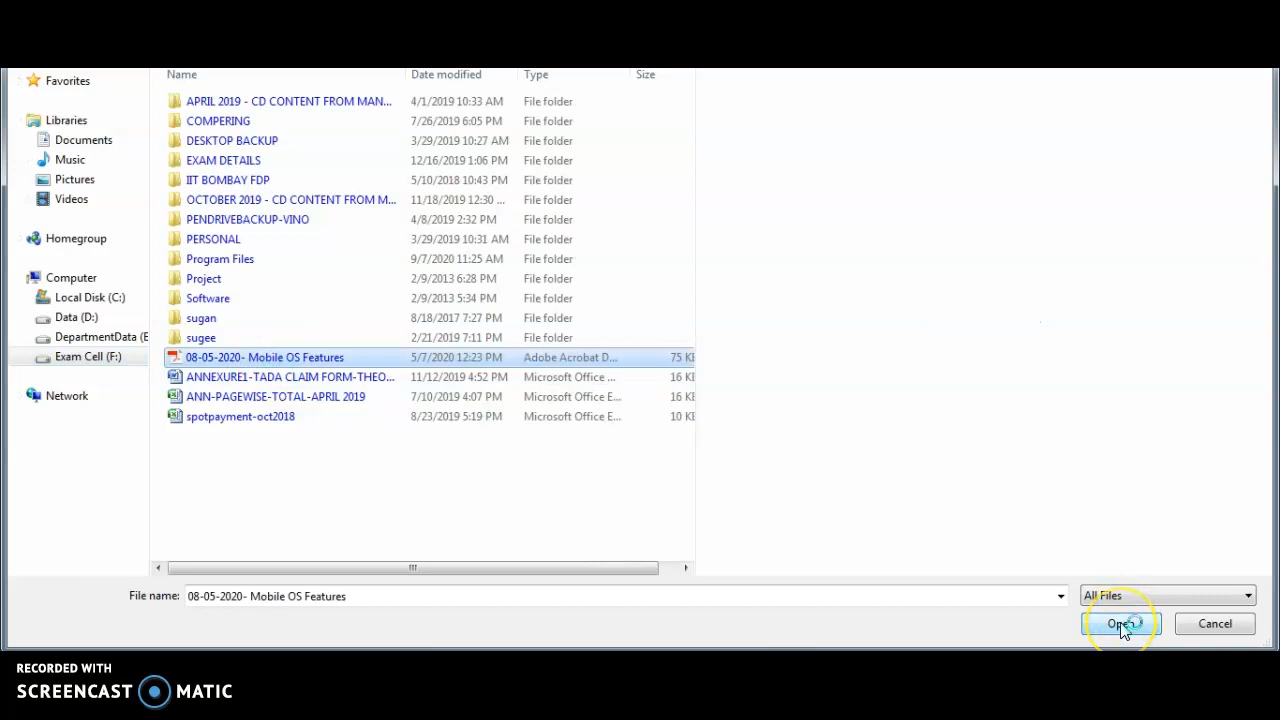 Name Date modified Type Size
Favorites
Libraries
Documents
Music
Pictures
Videos
Homegroup
Computer
Local Disk (C:)
Data (D:)
DepartmentData (E
Exam Cell (F:)
Network
APRIL 2019 - CD CONTENT FROM MAN... 4/1/2019 10:33 AM File folder
COMPERING 7/26/2019 6:05 PM File folder
DESKTOP BACKUP 3/29/2019 10:27 AM File folder
EXAM DETAILS 12/16/2019 1:06 PM File folder
IIT BOMBAY FDP 5/10/2018 10:43 PM File folder
OCTOBER 2019 - CD CONTENT FROM M... 11/18/2019 12:30 ... File folder
PENDRIVEBACKUP-VINO 4/8/2019 2:32 PM File folder
PERSONAL 3/29/2019 10:31 AM File folder
Program Files 9/7/2020 11:25 AM File folder
Project 2/9/2013 6:28 PM File folder
Software 2/9/2013 5:34 PM File folder
sugan 8/18/2017 7:27 PM File folder
sugee 2/21/2019 7:11 PM File folder
08-05-2020- Mobile OS Features 5/7/2020 12:23 PM Adobe Acrobat D... 75 KB
ANNEXURE1-TADA CLAIM FORM-THEO... 11/12/2019 4:52 PM Microsoft Office ... 16 KB
ANN-PAGEWISE-TOTAL-APRIL 2019 7/10/2019 4:07 PM Microsoft Office E... 16 KB
spotpayment-oct2018 8/23/2019 5:19 PM Microsoft Office E... 10 KB
File name: 08-05-2020- Mobile OS Features All Files
Open Cancel
RECORDED WITH
SCREENCAST MATIC